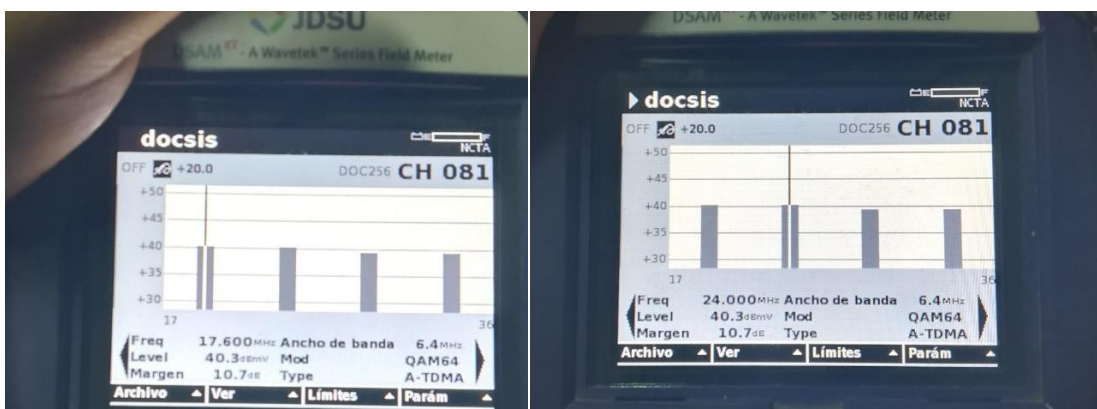 JDSU
DSAM XT - A Wavetek™ Series Field Meter
docsis
E F
NCTA
OFF +20.0 DOC256 CH 081
+50
+45
+40
+35
+30
17 36
Freq 17.600MHz Ancho de banda 6.4MHz
Level 40.3dBmV Mod QAM64
Margen 10.7dB Type A-TDMA
Archivo Ver Límites Parám
DSAM - A Wavetek™ Series Field Meter
docsis
E F
NCTA
OFF +20.0 DOC256 CH 081
+50
+45
+40
+35
+30
17 36
Freq 24.000MHz Ancho de banda 6.4MHz
Level 40.3dBmV Mod QAM64
Margen 10.7dB Type A-TDMA
Archivo Ver Límites Parám